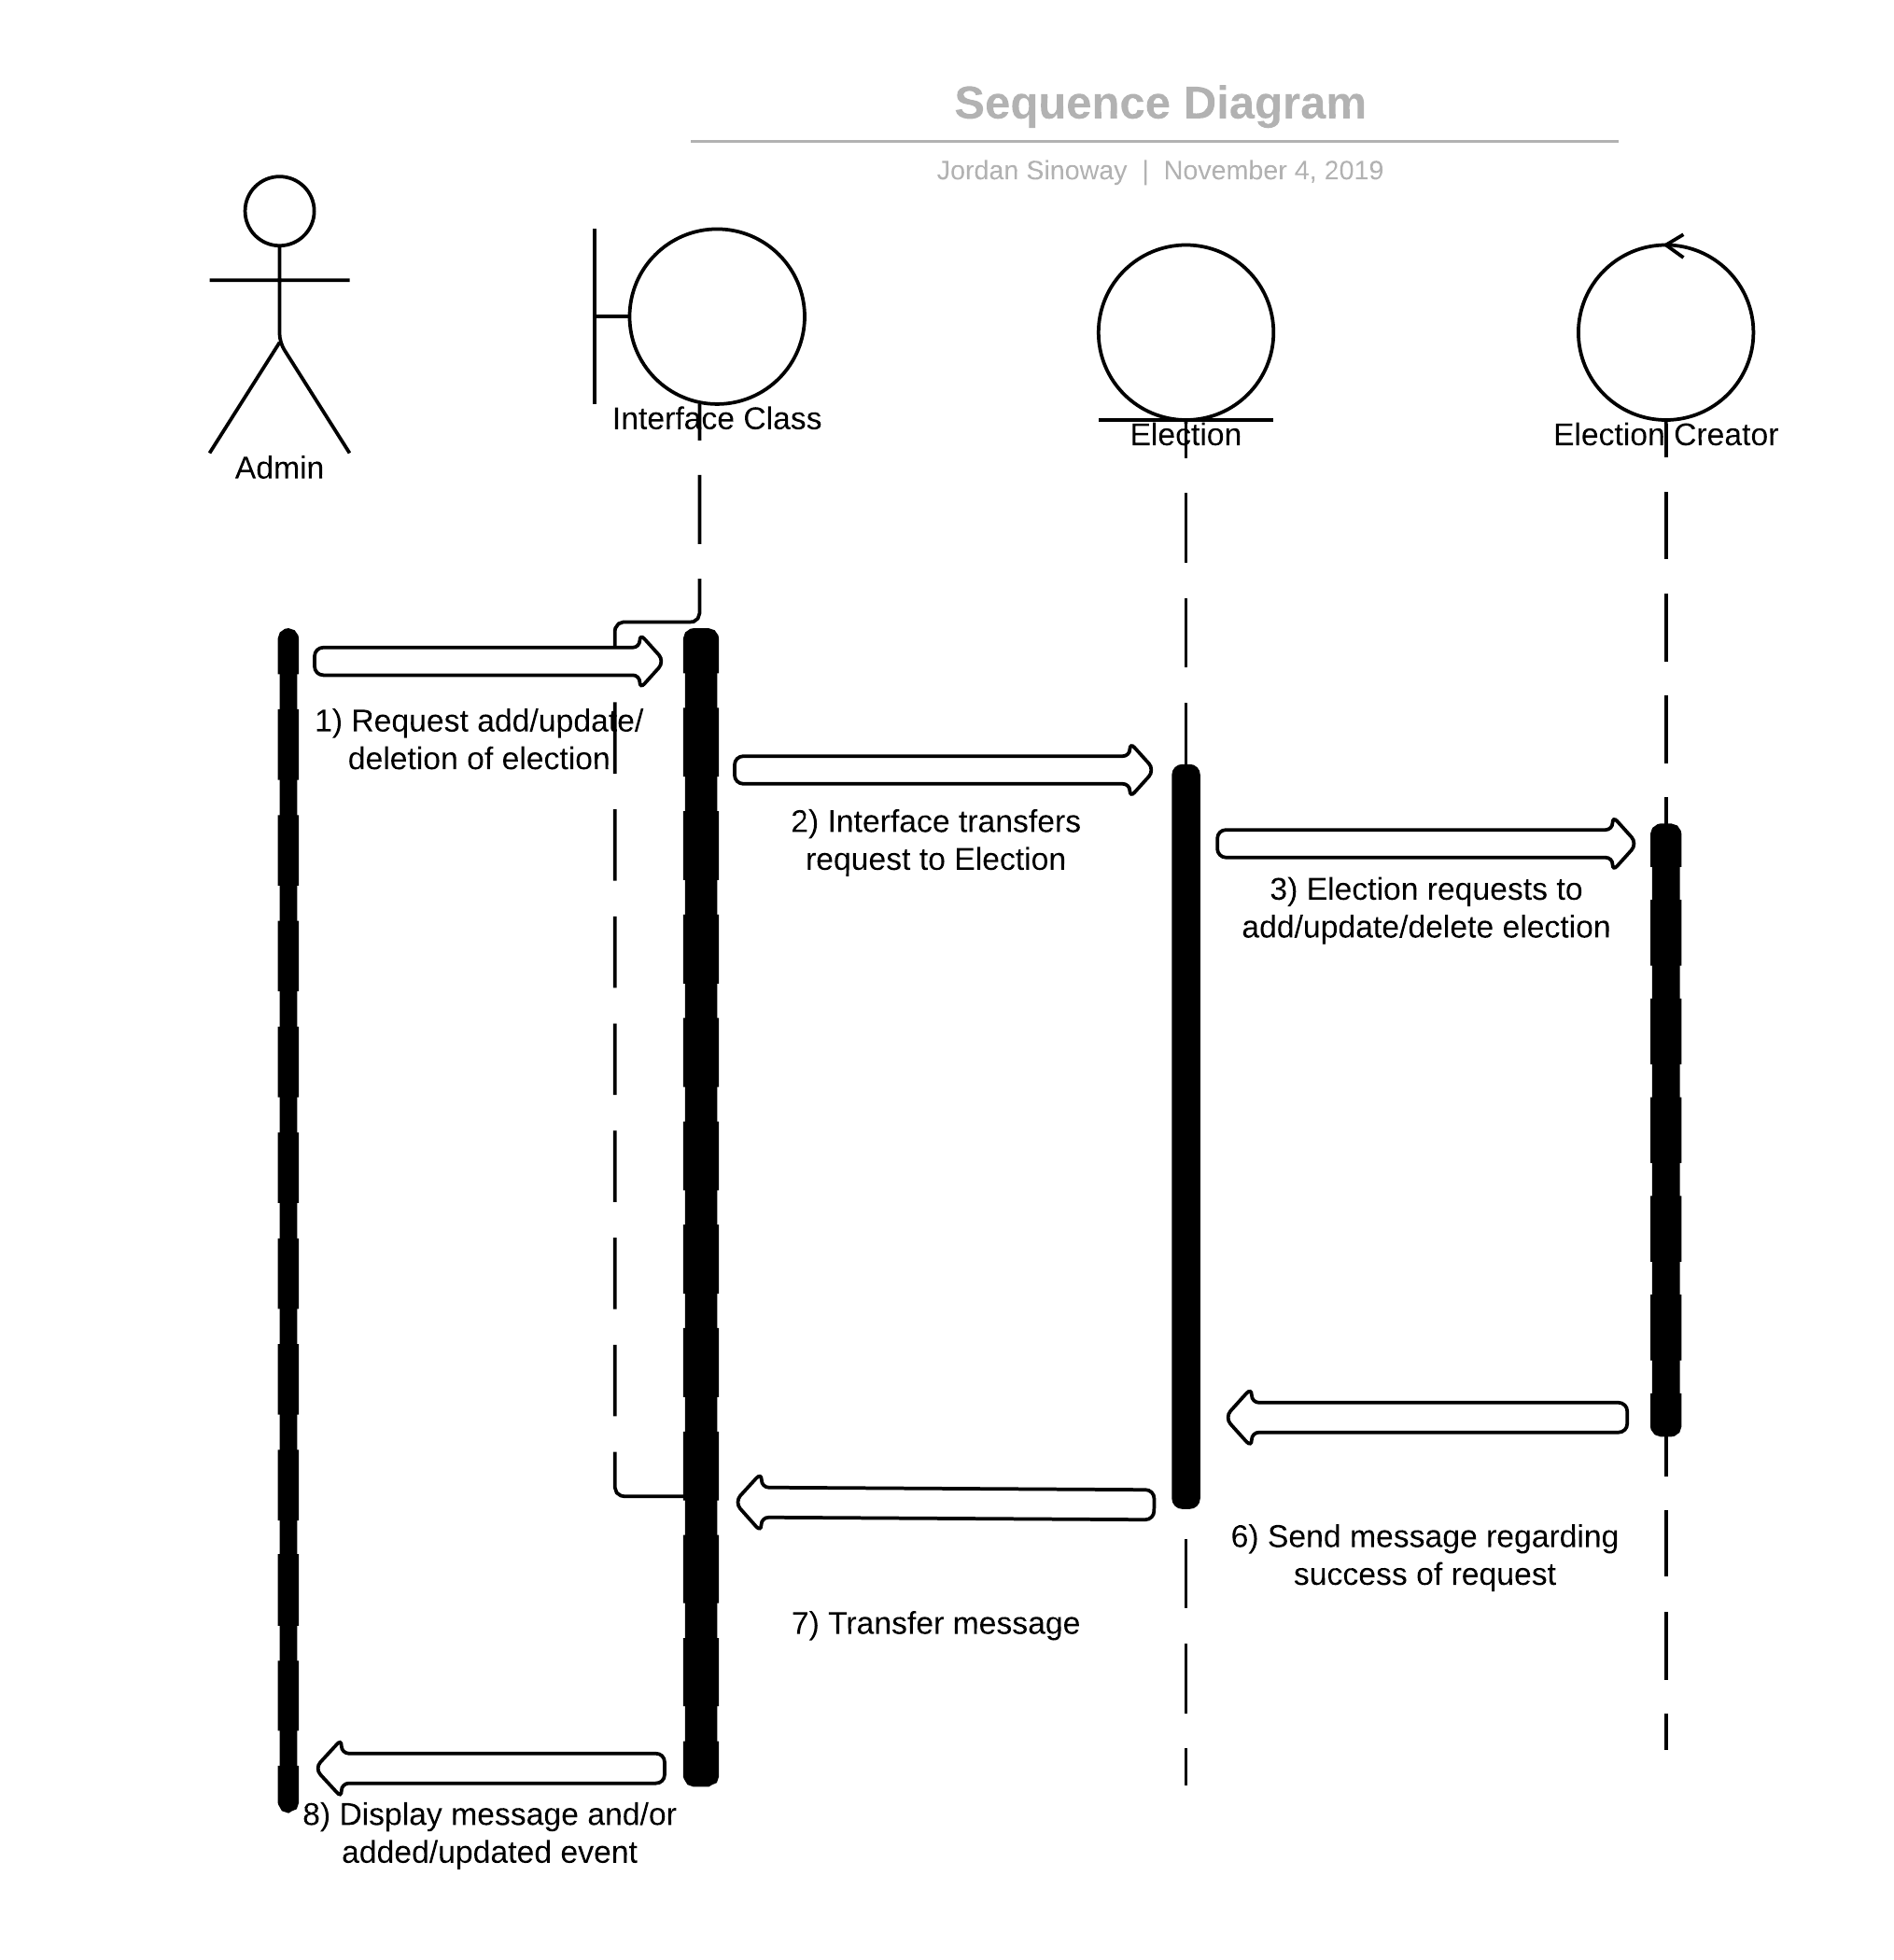 Sequence Diagram
Jordan Sinoway | November 4, 2019
Interface Class
Election
Election Creator
Admin
1) Request add/update/
deletion of election
2) Interface transfers
request to Election
3) Election requests to
add/update/delete election
6) Send message regarding
success of request
7) Transfer message
8) Display message and/or
added/updated event